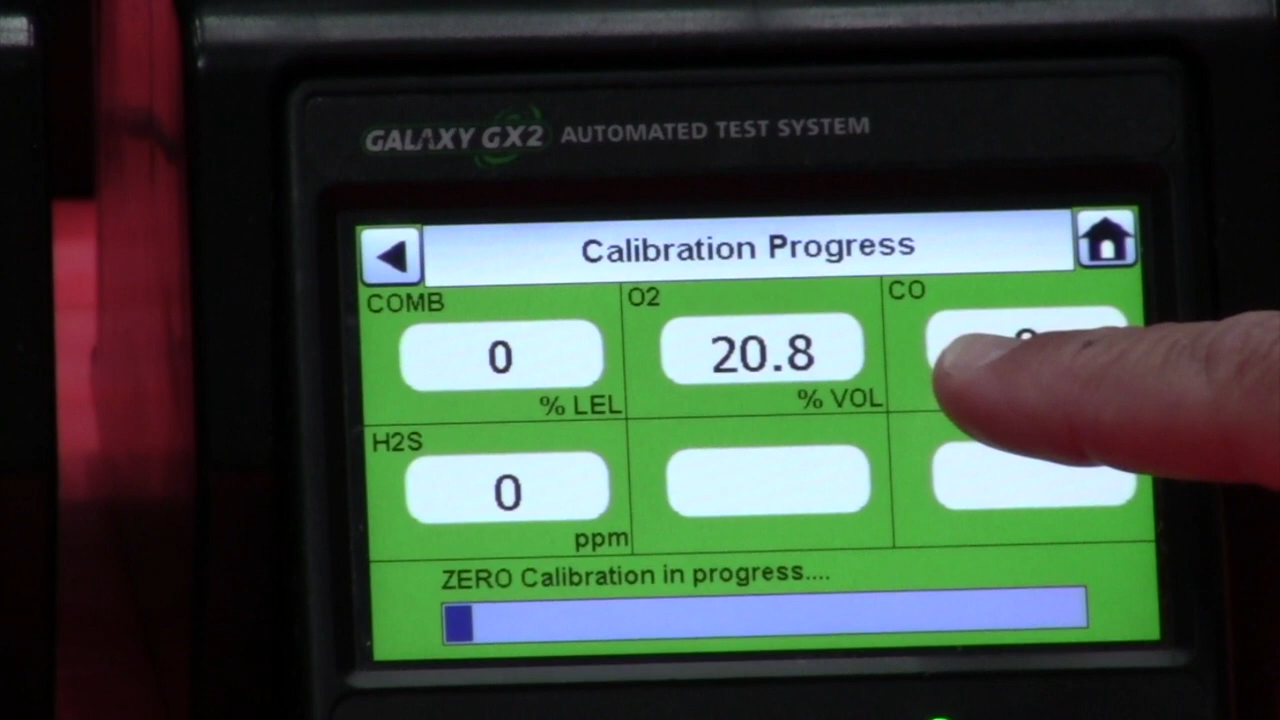 GALAXY GX2 AUTOMATED TEST SYSTEM
Calibration Progress
COMB O2 CO
0 20.8
% LEL % VOL
H2S
0
ppm
ZERO Calibration in progress....